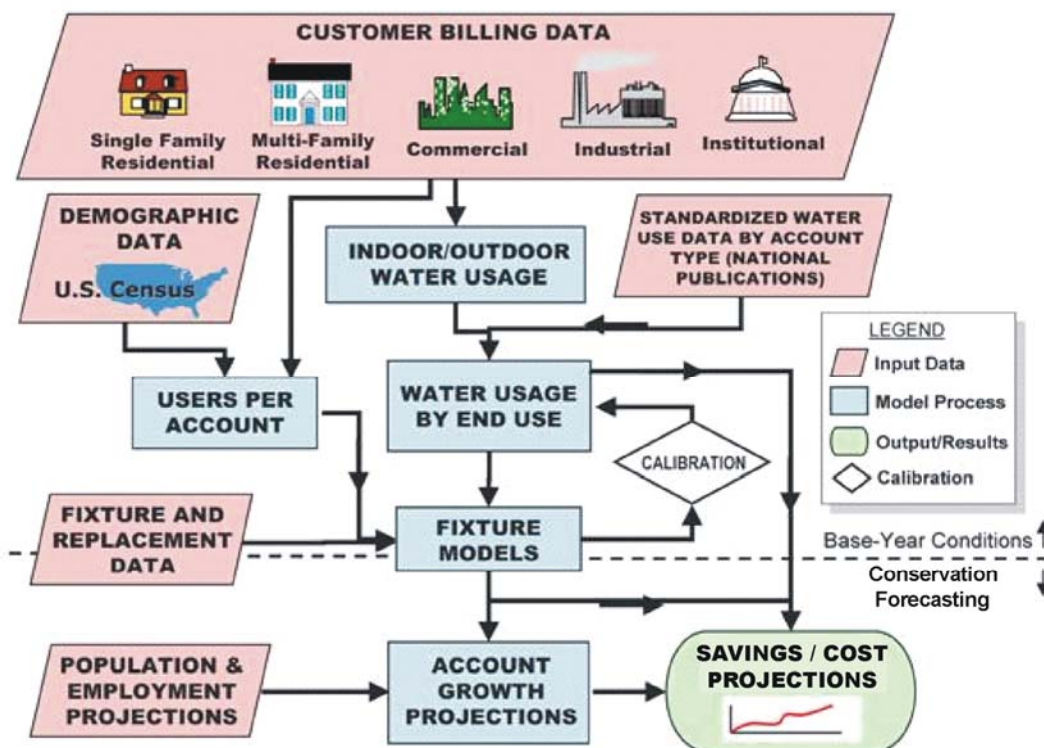 CUSTOMER BILLING DATA
Single Family
Residential
Multi-Family
Residential
Commercial
Industrial
Institutional
DEMOGRAPHIC
DATA
U.S. Census
INDOOR/OUTDOOR
WATER USAGE
STANDARDIZED WATER
USE DATA BY ACCOUNT
TYPE (NATIONAL
PUBLICATIONS)
LEGEND
Input Data
Model Process
Output/Results
Calibration
USERS PER
ACCOUNT
WATER USAGE
BY END USE
CALIBRATION
FIXTURE AND
REPLACEMENT
DATA
FIXTURE
MODELS
Base-Year Conditions
Conservation
Forecasting
POPULATION &
EMPLOYMENT
PROJECTIONS
ACCOUNT
GROWTH
PROJECTIONS
SAVINGS / COST
PROJECTIONS